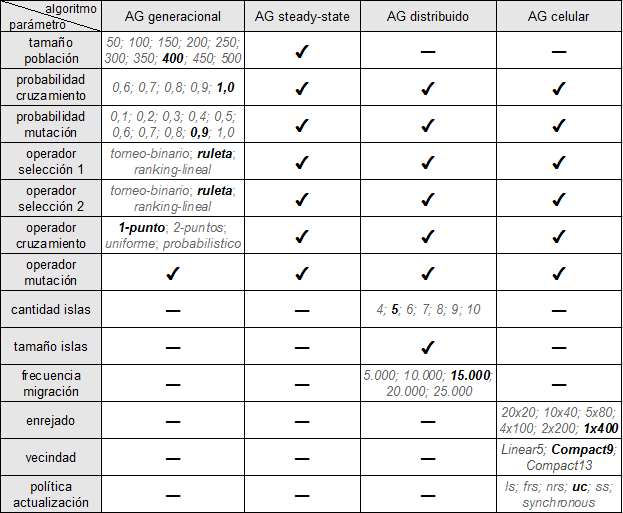 algoritmo
parámetro
AG generacional
AG steady-state
AG distribuido
AG celular
tamaño
población
50; 100; 150; 200; 250;
300; 350; 400; 450; 500
✔
—
—
probabilidad
cruzamiento
0,6; 0,7; 0,8; 0,9; 1,0
✔
✔
✔
probabilidad
mutación
0,1; 0,2; 0,3; 0,4; 0,5;
0,6; 0,7; 0,8; 0,9; 1,0
✔
✔
✔
operador
selección 1
torneo-binario; ruleta;
ranking-lineal
✔
✔
✔
operador
selección 2
torneo-binario; ruleta;
ranking-lineal
✔
✔
✔
operador
cruzamiento
1-punto; 2-puntos;
uniforme; probabilistico
✔
✔
✔
operador
mutación
✔
✔
✔
✔
cantidad islas
—
—
4; 5; 6; 7; 8; 9; 10
—
tamaño islas
—
—
✔
—
frecuencia
migración
—
—
5.000; 10.000; 15.000;
20.000; 25.000
—
enrejado
—
—
—
20x20; 10x40; 5x80;
4x100; 2x200; 1x400
vecindad
—
—
—
Linear5; Compact9;
Compact13
política
actualización
—
—
—
ls; frs; nrs; uc; ss;
synchronous